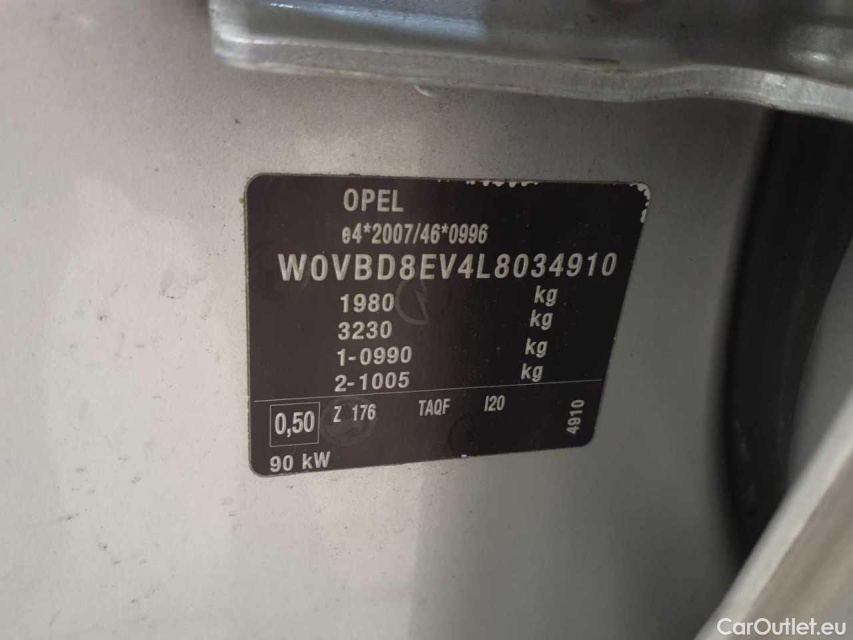 OPEL
e4*2007/46*0996
W0VBD8EV4L8034910
1980 kg
3230 kg
1-0990 kg
2-1005 kg
0,50 Z 176 TAQF I20 4910
90 kW
CarOutlet.eu